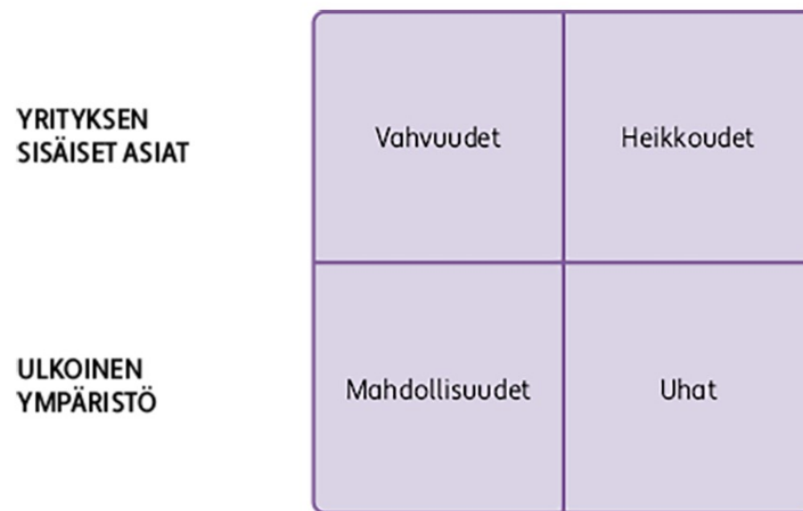 YRITYKSEN
SISÄISET ASIAT
Vahvuudet
Heikkoudet
ULKOINEN
YMPÄRISTÖ
Mahdollisuudet
Uhat